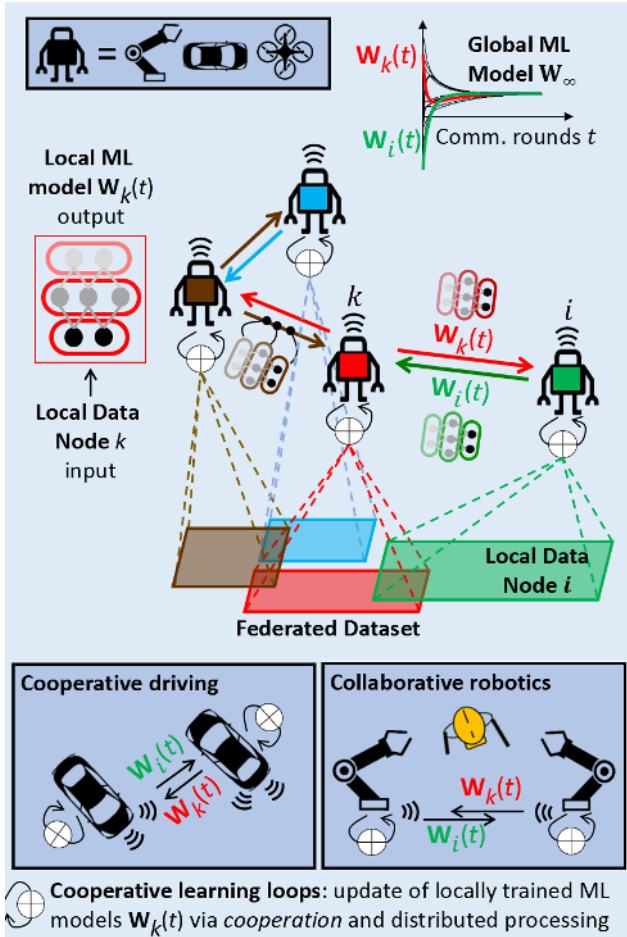 =
W_k(t)
Global ML
Model W_∞
Comm. rounds t
W_i(t)
Local ML
model W_k(t)
output
k
i
W_k(t)
W_i(t)
Local Data
Node k
input
Local Data
Node i
Federated Dataset
Cooperative driving
W_i(t)
W_k(t)
Collaborative robotics
W_k(t)
W_i(t)
Cooperative learning loops: update of locally trained ML
models W_k(t) via cooperation and distributed processing